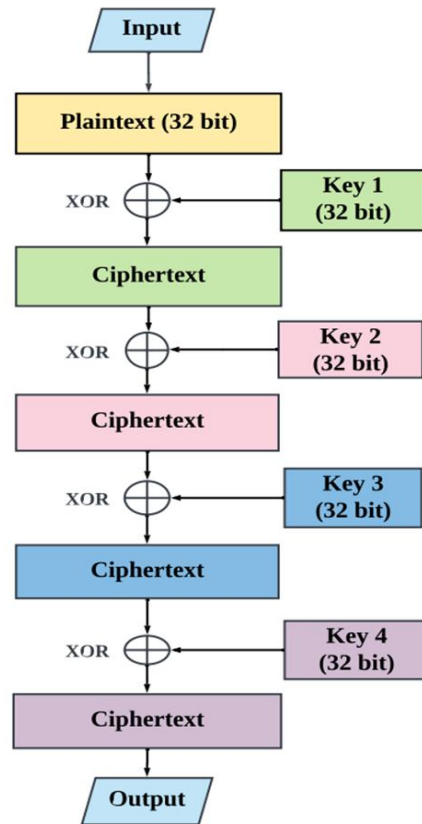 Input
Plaintext (32 bit)
XOR
Key 1
(32 bit)
Ciphertext
XOR
Key 2
(32 bit)
Ciphertext
XOR
Key 3
(32 bit)
Ciphertext
XOR
Key 4
(32 bit)
Ciphertext
Output